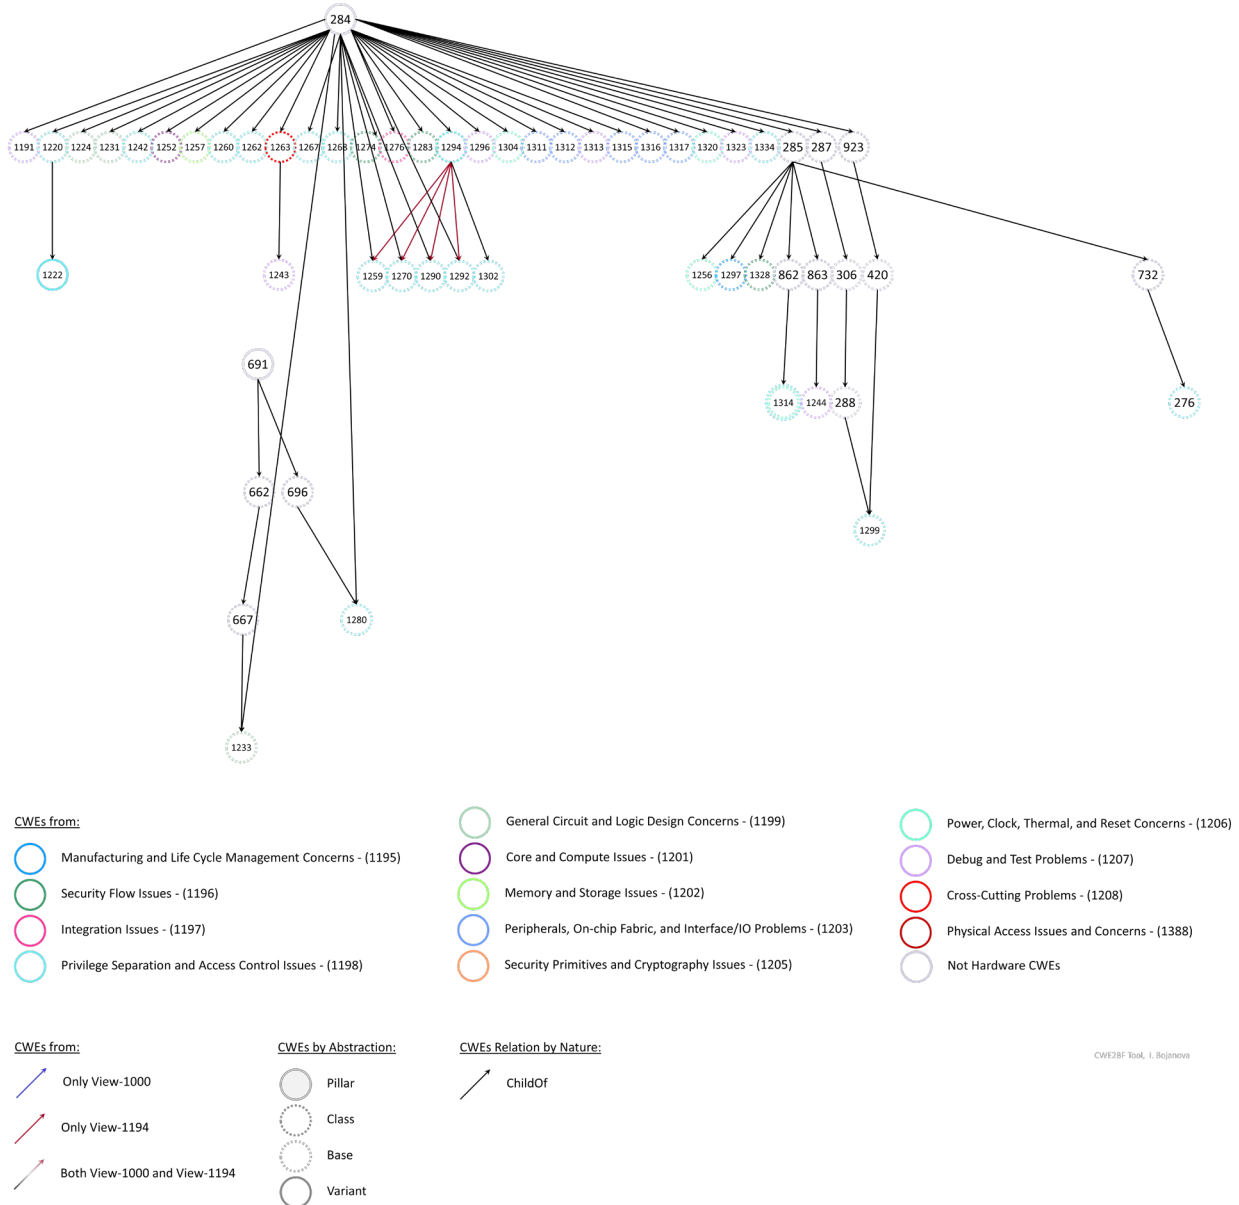 284
1191 1220 1224 1231 1242 1252 1257 1260 1262 1263 1267 1268 1274 1276 1283 1294 1296 1304 1311 1312 1313 1315 1316 1317 1320 1323 1334 285 287 923
1222 1243 1259 1270 1290 1292 1302 1256 1297 1328 862 863 306 420 732
691
1314 1244 288 276
662 696
1299
667 1280
1233
CWEs from:
Manufacturing and Life Cycle Management Concerns - (1195)
Security Flow Issues - (1196)
Integration Issues - (1197)
Privilege Separation and Access Control Issues - (1198)
General Circuit and Logic Design Concerns - (1199)
Core and Compute Issues - (1201)
Memory and Storage Issues - (1202)
Peripherals, On-chip Fabric, and Interface/IO Problems - (1203)
Security Primitives and Cryptography Issues - (1205)
Power, Clock, Thermal, and Reset Concerns - (1206)
Debug and Test Problems - (1207)
Cross-Cutting Problems - (1208)
Physical Access Issues and Concerns - (1388)
Not Hardware CWEs
CWEs from:
Only View-1000
Only View-1194
Both View-1000 and View-1194
CWEs by Abstraction:
Pillar
Class
Base
Variant
CWEs Relation by Nature:
ChildOf
CWE2BF Tool, I. Bojanova